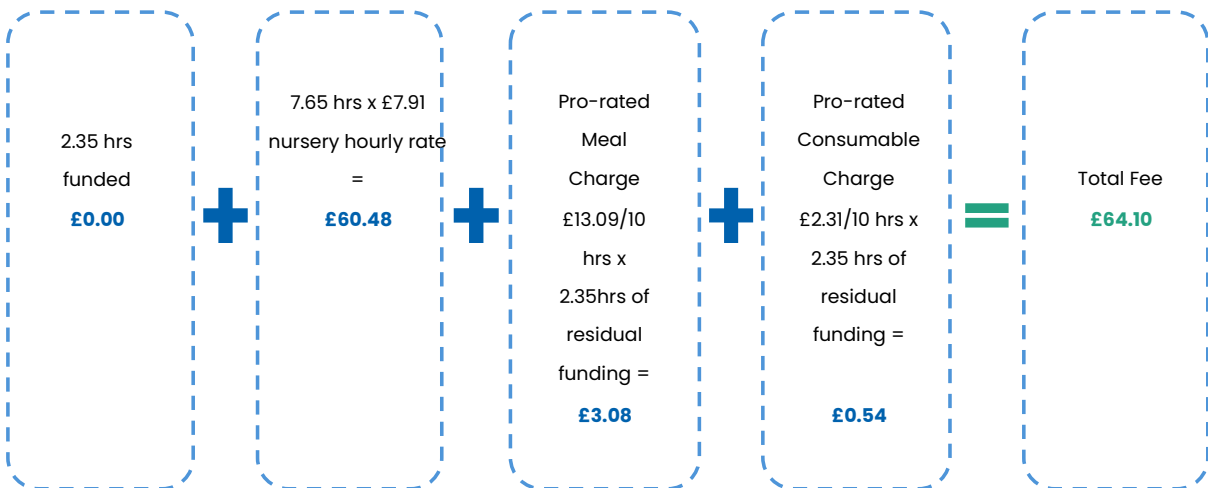 2.35 hrs
funded
£0.00
7.65 hrs x £7.91
nursery hourly rate
=
£60.48
Pro-rated
Meal
Charge
£13.09/10
hrs x
2.35hrs of
residual
funding =
£3.08
Pro-rated
Consumable
Charge
£2.31/10 hrs x
2.35 hrs of
residual
funding =
£0.54
Total Fee
£64.10